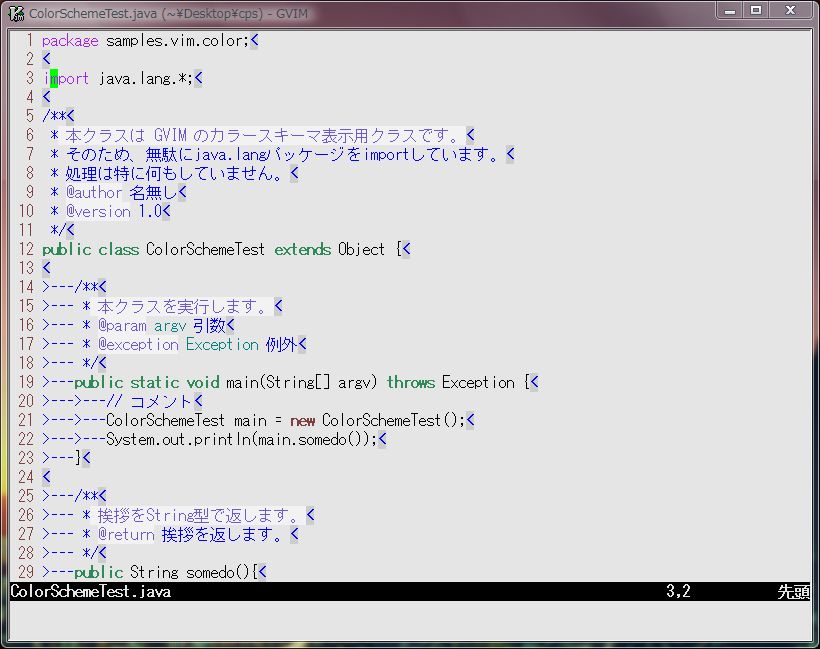 ColorSchemeTest.java (~¥Desktop¥cps) - GVIM
1 package samples.vim.color;<
2 <
3 import java.lang.*;<
4 <
5 /**<
6  * 本クラスは GVIM のカラースキーマ表示用クラスです。<
7  * そのため、無駄にjava.langパッケージをimportしています。<
8  * 処理は特に何もしていません。<
9  * @author 名無し<
10  * @version 1.0<
11  */<
12 public class ColorSchemeTest extends Object {<
13 <
14 >---/**<
15 >--- * 本クラスを実行します。<
16 >--- * @param argv 引数<
17 >--- * @exception Exception 例外<
18 >--- */<
19 >---public static void main(String[] argv) throws Exception {<
20 >--->---// コメント<
21 >--->---ColorSchemeTest main = new ColorSchemeTest();<
22 >--->---System.out.println(main.somedo());<
23 >---}<
24 <
25 >---/**<
26 >--- * 挨拶をString型で返します。<
27 >--- * @return 挨拶を返します。<
28 >--- */<
29 >---public String somedo(){<
ColorSchemeTest.java 3,2 先頭